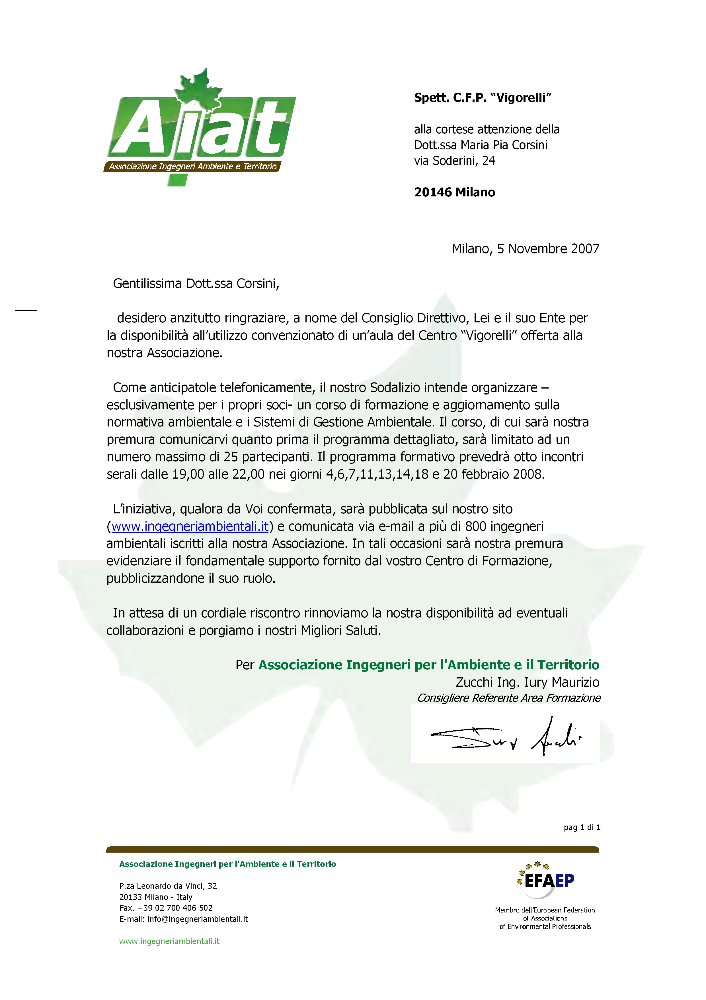 Aiat
Associazione Ingegneri Ambiente e Territorio
Spett. C.F.P. “Vigorelli”
alla cortese attenzione della
Dott.ssa Maria Pia Corsini
via Soderini, 24
20146 Milano
Milano, 5 Novembre 2007
Gentilissima Dott.ssa Corsini,
desidero anzitutto ringraziare, a nome del Consiglio Direttivo, Lei e il suo Ente per
la disponibilità all’utilizzo convenzionato di un’aula del Centro “Vigorelli” offerta alla
nostra Associazione.
Come anticipatole telefonicamente, il nostro Sodalizio intende organizzare –
esclusivamente per i propri soci- un corso di formazione e aggiornamento sulla
normativa ambientale e i Sistemi di Gestione Ambientale. Il corso, di cui sarà nostra
premura comunicarvi quanto prima il programma dettagliato, sarà limitato ad un
numero massimo di 25 partecipanti. Il programma formativo prevedrà otto incontri
serali dalle 19,00 alle 22,00 nei giorni 4,6,7,11,13,14,18 e 20 febbraio 2008.
L’iniziativa, qualora da Voi confermata, sarà pubblicata sul nostro sito
(www.ingegneriambientali.it) e comunicata via e-mail a più di 800 ingegneri
ambientali iscritti alla nostra Associazione. In tali occasioni sarà nostra premura
evidenziare il fondamentale supporto fornito dal vostro Centro di Formazione,
pubblicizzandone il suo ruolo.
In attesa di un cordiale riscontro rinnoviamo la nostra disponibilità ad eventuali
collaborazioni e porgiamo i nostri Migliori Saluti.
Per Associazione Ingegneri per l'Ambiente e il Territorio
Zucchi Ing. Iury Maurizio
Consigliere Referente Area Formazione
pag 1 di 1
Associazione Ingegneri per l'Ambiente e il Territorio
P.za Leonardo da Vinci, 32
20133 Milano - Italy
Fax. +39 02 700 406 502
E-mail: info@ingegneriambientali.it
www.ingegneriambientali.it
EFAEP
Membro dell’European Federation
of Associations
of Environmental Professionals